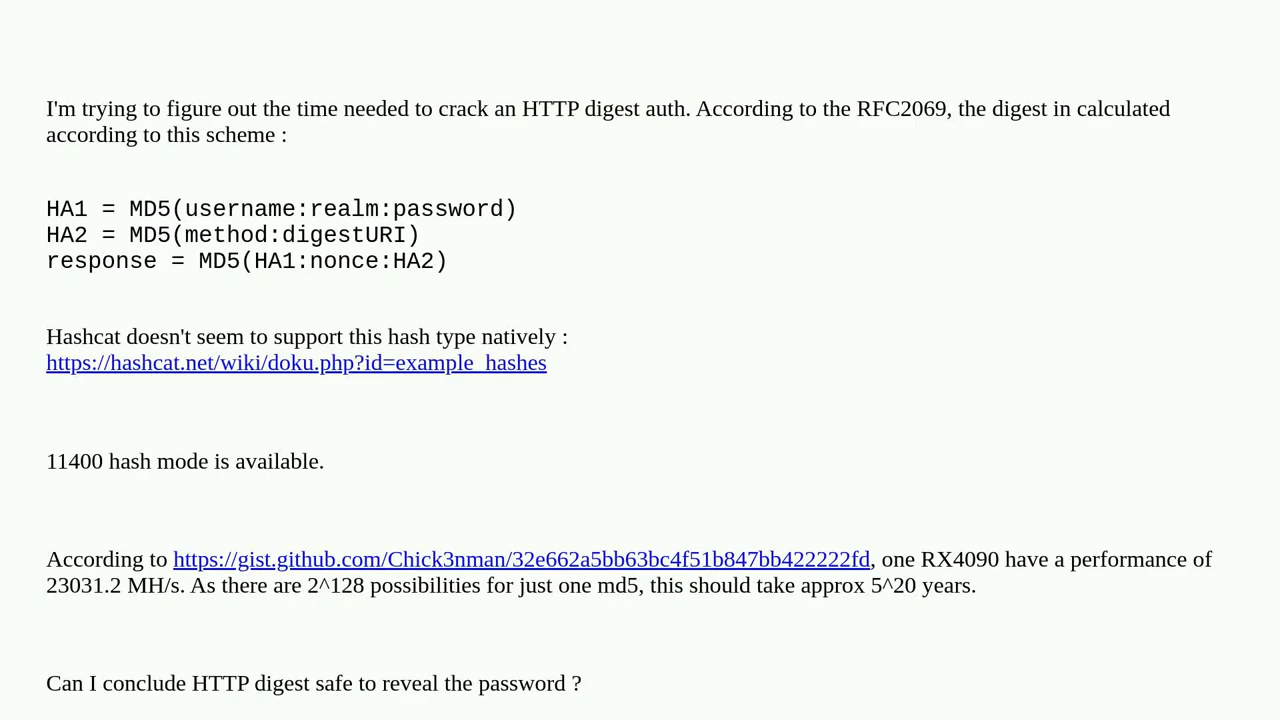 I'm trying to figure out the time needed to crack an HTTP digest auth. According to the RFC2069, the digest in calculated
according to this scheme :
HA1 = MD5(username:realm:password)
HA2 = MD5(method:digestURI)
response = MD5(HA1:nonce:HA2)
Hashcat doesn't seem to support this hash type natively :
https://hashcat.net/wiki/doku.php?id=example_hashes
11400 hash mode is available.
According to https://gist.github.com/Chick3nman/32e662a5bb63bc4f51b847bb422222fd, one RX4090 have a performance of
23031.2 MH/s. As there are 2^128 possibilities for just one md5, this should take approx 5^20 years.
Can I conclude HTTP digest safe to reveal the password ?